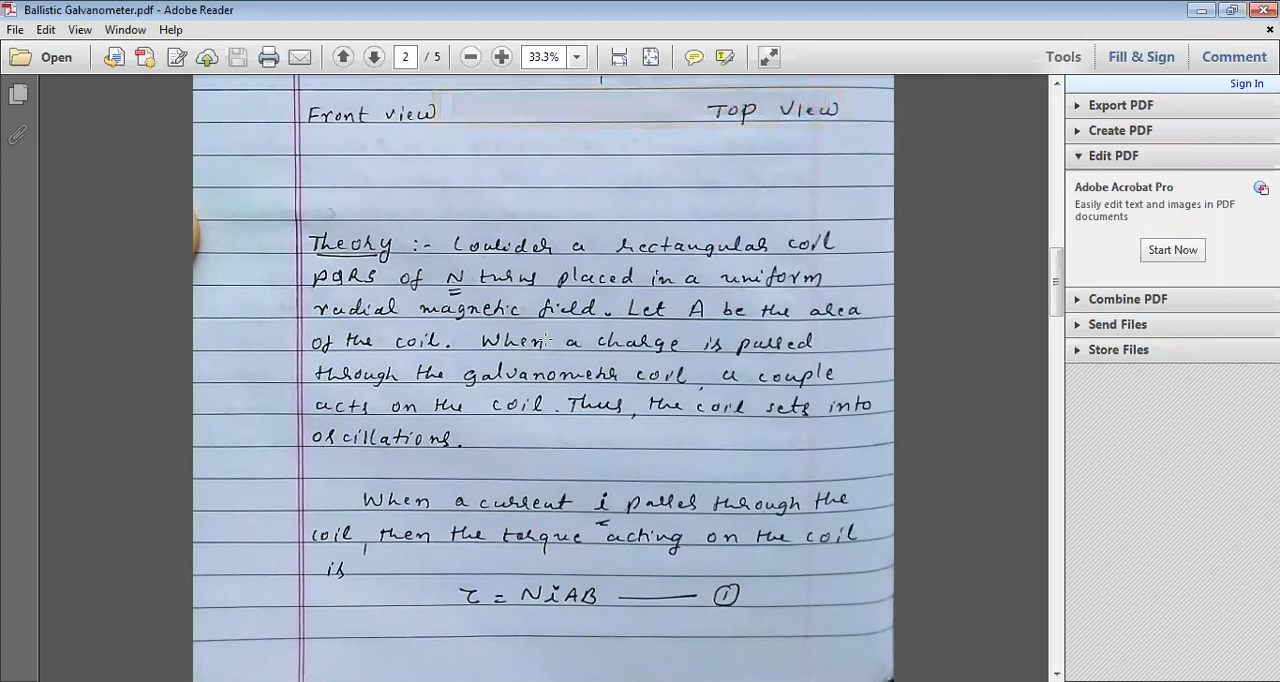 Ballistic Galvanometer.pdf - Adobe Reader
File Edit View Window Help
Open 2 / 5 33.3% Tools Fill & Sign Comment
Sign In
Export PDF
Create PDF
Edit PDF
Adobe Acrobat Pro
Easily edit text and images in PDF
documents
Start Now
Combine PDF
Send Files
Store Files
Front view Top view
Theory :- Consider a rectangular coil
PQRS of N turns placed in a uniform
radial magnetic field. Let A be the area
of the coil. When a charge is passed
through the galvanometer coil, a couple
acts on the coil. Thus, the coil sets into
oscillations.
When a current i passes through the
coil, then the torque acting on the coil
is
τ = NiAB —— ①